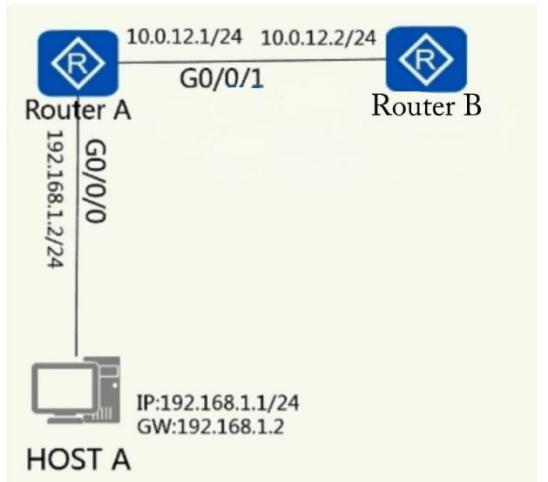 10.0.12.1/24 10.0.12.2/24
R
R
G0/0/1
Router A
Router B
G0/0/0
192.168.1.2/24
IP:192.168.1.1/24
GW:192.168.1.2
HOST A